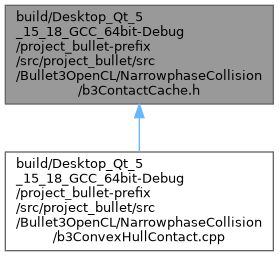 build/Desktop_Qt_5
_15_18_GCC_64bit-Debug
/project_bullet-prefix
/src/project_bullet/src
/Bullet3OpenCL/NarrowphaseCollision
/b3ContactCache.h
build/Desktop_Qt_5
_15_18_GCC_64bit-Debug
/project_bullet-prefix
/src/project_bullet/src
/Bullet3OpenCL/NarrowphaseCollision
/b3ConvexHullContact.cpp